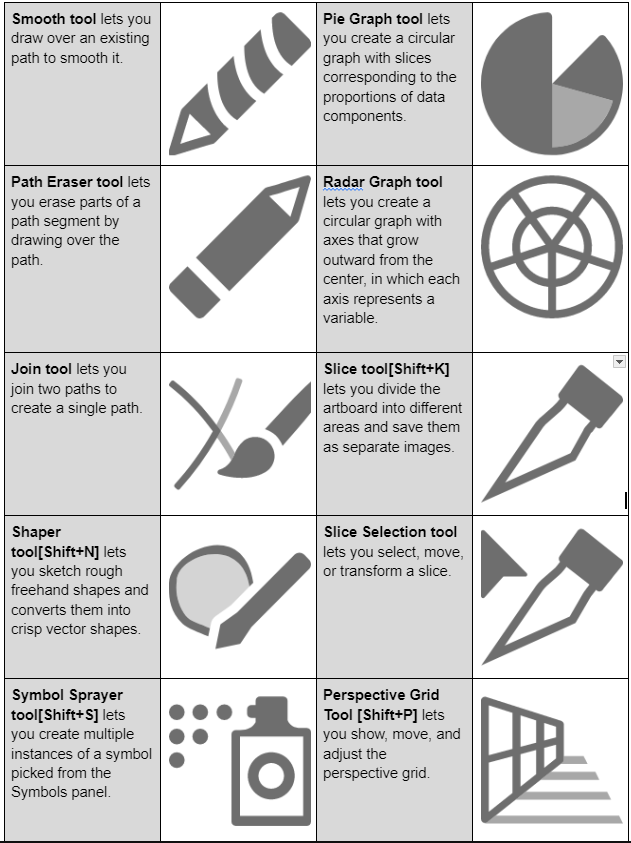 Smooth tool lets you
draw over an existing
path to smooth it.
Pie Graph tool lets
you create a circular
graph with slices
corresponding to the
proportions of data
components.
Path Eraser tool lets
you erase parts of a
path segment by
drawing over the
path.
Radar Graph tool
lets you create a
circular graph with
axes that grow
outward from the
center, in which each
axis represents a
variable.
Join tool lets you
join two paths to
create a single path.
Slice tool[Shift+K]
lets you divide the
artboard into different
areas and save them
as separate images.
Shaper
tool[Shift+N] lets
you sketch rough
freehand shapes and
converts them into
crisp vector shapes.
Slice Selection tool
lets you select, move,
or transform a slice.
Symbol Sprayer
tool[Shift+S] lets
you create multiple
instances of a symbol
picked from the
Symbols panel.
Perspective Grid
Tool [Shift+P] lets
you show, move, and
adjust the
perspective grid.